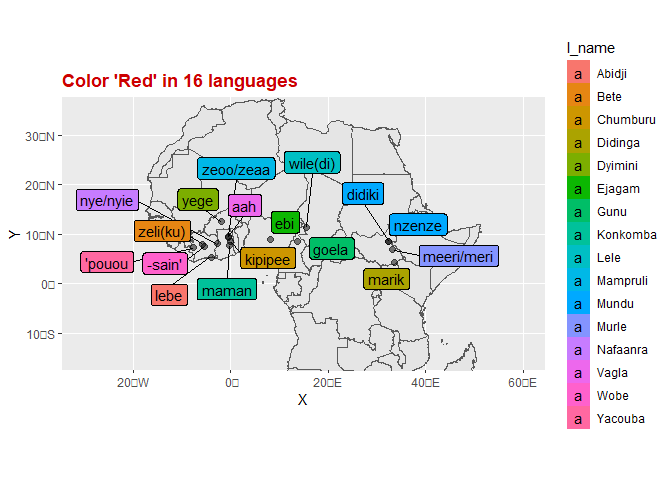 Color 'Red' in 16 languages
l_name
a Abidji
a Bete
a Chumburu
a Didinga
a Dyimini
a Ejagam
a Gunu
a Konkomba
a Lele
a Mampruli
a Mundu
a Murle
a Nafaanra
a Vagla
a Wobe
a Yacouba
30□N
20□N
10□N
0□
10□S
Y
wile(di)
zeoo/zeaa
didiki
nye/nyie
yege
aah
ebi
nzenze
zeli(ku)
goela
meeri/meri
kipipee
'pouou
-sain'
marik
maman
lebe
20□W
0□
20□E
40□E
60□E
X